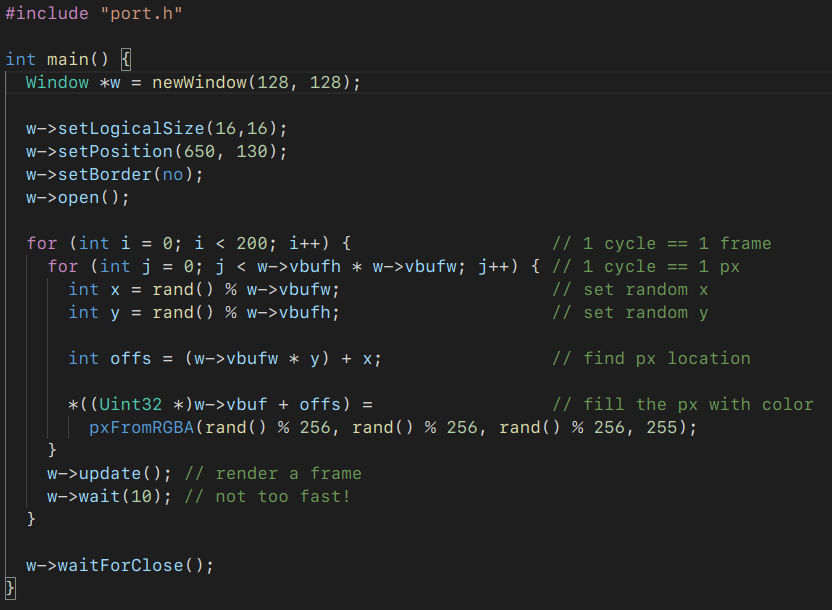 #include "port.h"

int main() {
  Window *w = newWindow(128, 128);

  w->setLogicalSize(16,16);
  w->setPosition(650, 130);
  w->setBorder(no);
  w->open();

  for (int i = 0; i < 200; i++) {                   // 1 cycle == 1 frame
    for (int j = 0; j < w->vbufh * w->vbufw; j++) { // 1 cycle == 1 px
      int x = rand() % w->vbufw;                    // set random x
      int y = rand() % w->vbufh;                    // set random y

      int offs = (w->vbufw * y) + x;                // find px location

      *((Uint32 *)w->vbuf + offs) =                 // fill the px with color
        pxFromRGBA(rand() % 256, rand() % 256, rand() % 256, 255);
    }
    w->update(); // render a frame
    w->wait(10); // not too fast!
  }

  w->waitForClose();
}